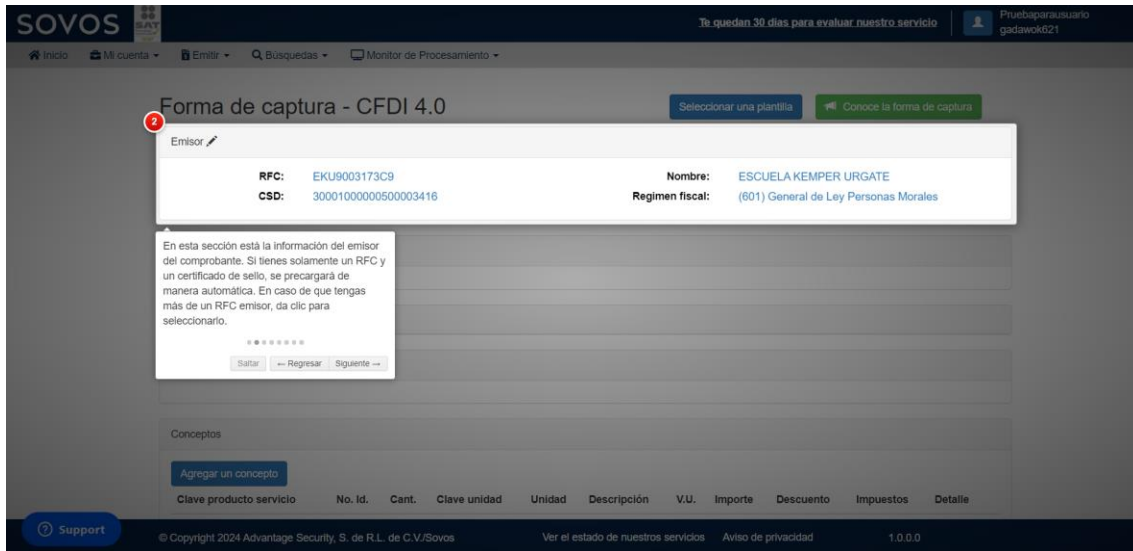 SOVOS
SAT
Te quedan 30 días para evaluar nuestro servicio
Pruebaparausuario
gadawok621
Inicio
Mi cuenta
Emitir
Búsquedas
Monitor de Procesamiento
Forma de captura - CFDI 4.0
Seleccionar una plantilla
Conoce la forma de captura
2
Emisor
RFC: EKU9003173C9 Nombre: ESCUELA KEMPER URGATE
CSD: 30001000000500003416 Regimen fiscal: (601) General de Ley Personas Morales
En esta sección está la información del emisor
del comprobante. Si tienes solamente un RFC y
un certificado de sello, se precargará de
manera automática. En caso de que tengas
más de un RFC emisor, da clic para
seleccionarlo.
Saltar ← Regresar Siguiente →
Conceptos
Agregar un concepto
Clave producto servicio No. Id. Cant. Clave unidad Unidad Descripción V.U. Importe Descuento Impuestos Detalle
Support
© Copyright 2024 Advantage Security, S. de R.L. de C.V./Sovos Ver el estado de nuestros servicios Aviso de privacidad 1.0.0.0